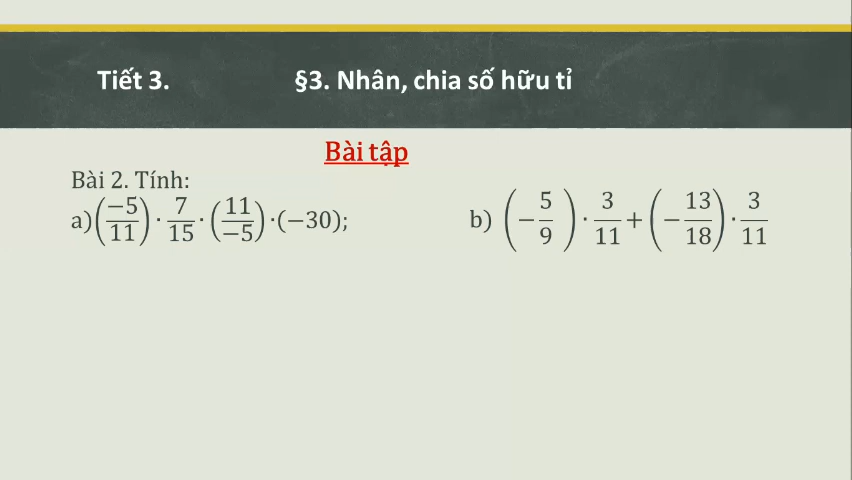 Tiết 3. §3. Nhân, chia số hữu tỉ
Bài tập
Bài 2. Tính:
a) (−5/11) · 7/15 · (11/−5) · (−30); b) (− 5/9) · 3/11 + (− 13/18) · 3/11